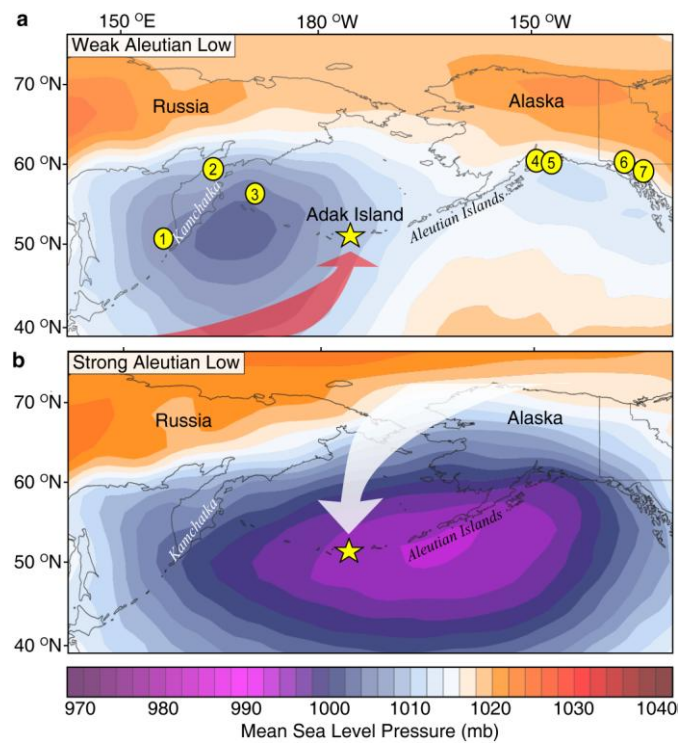 150 °E 180 °W 150 °W
a
Weak Aleutian Low
70 °N
60 °N
50 °N
40 °N
Russia
Alaska
1
2
3
4
5
6
7
Kamchatka
Adak Island
Aleutian Islands
b
Strong Aleutian Low
70 °N
60 °N
50 °N
40 °N
Russia
Alaska
Kamchatka
Aleutian Islands
970 980 990 1000 1010 1020 1030 1040
Mean Sea Level Pressure (mb)